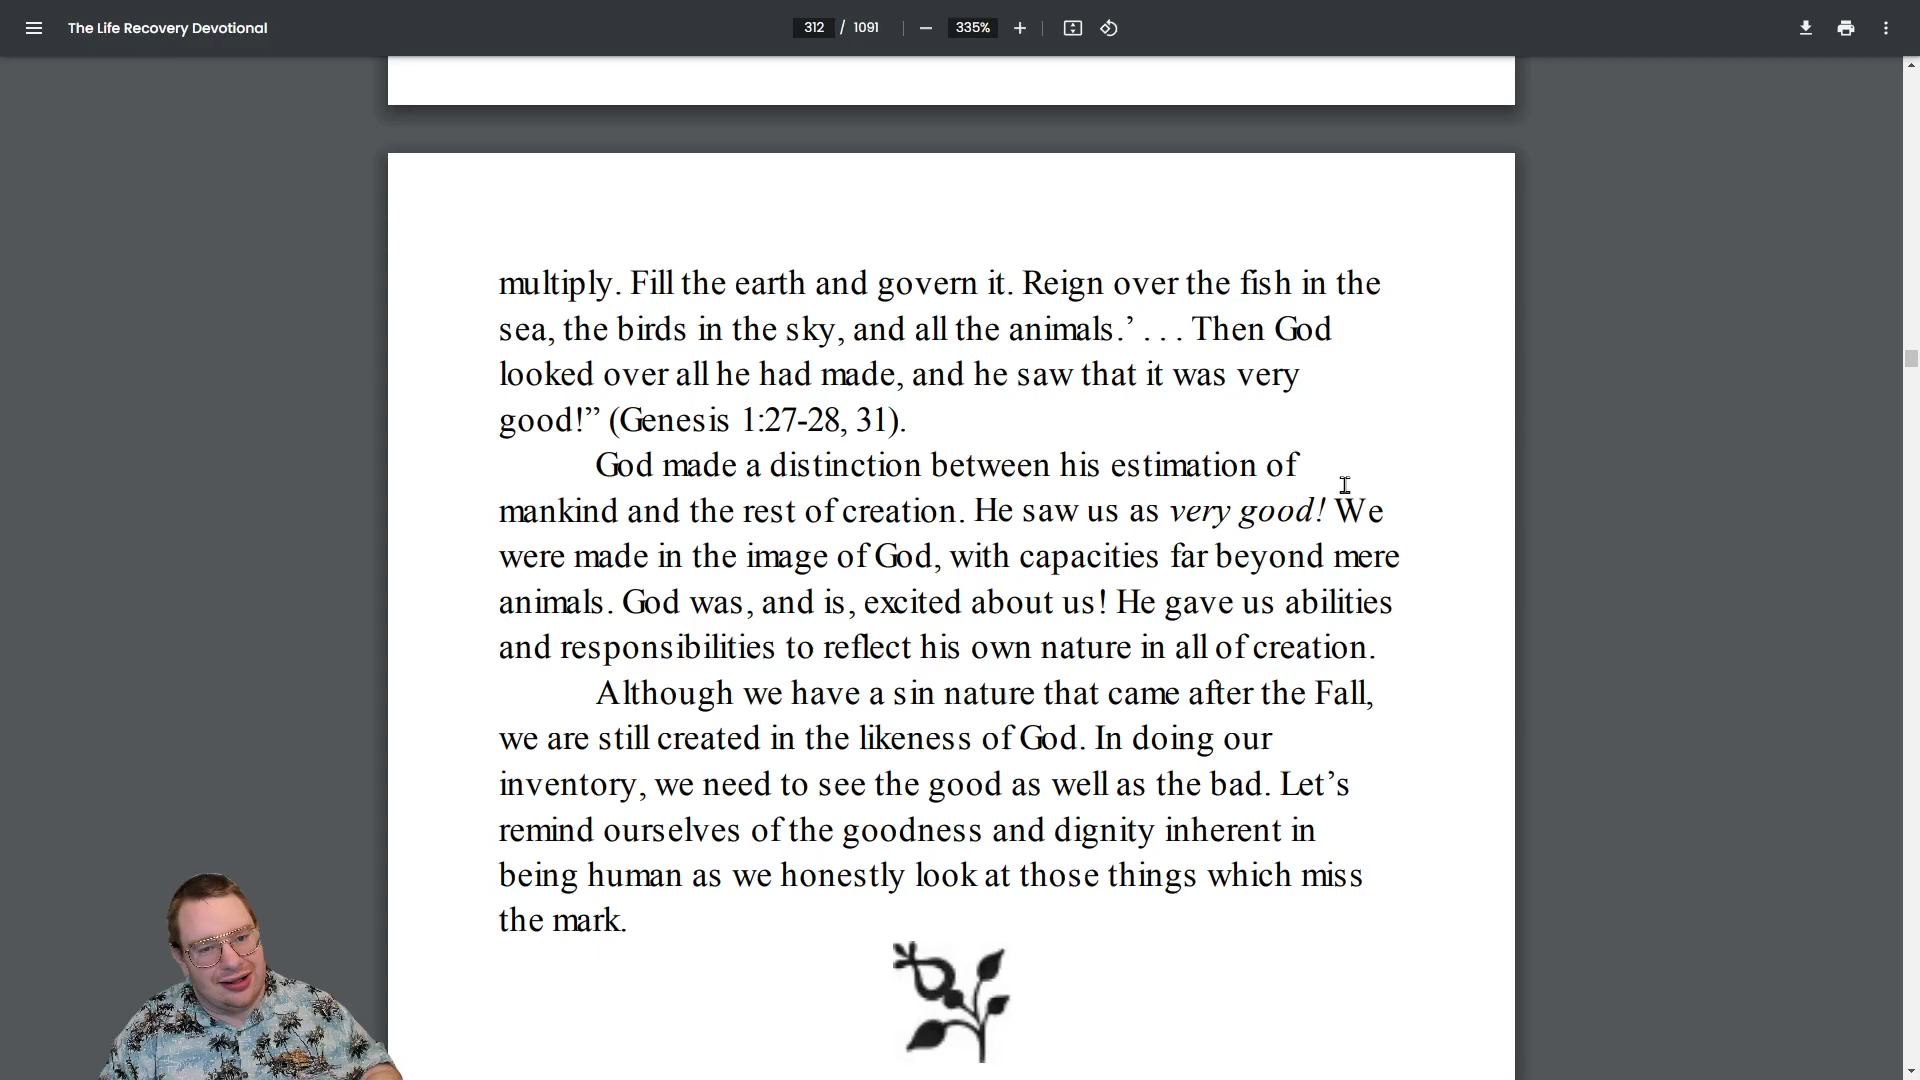 The Life Recovery Devotional
312 / 1091
335%
multiply. Fill the earth and govern it. Reign over the fish in the
sea, the birds in the sky, and all the animals.’ . . . Then God
looked over all he had made, and he saw that it was very
good!” (Genesis 1:27-28, 31).
God made a distinction between his estimation of
mankind and the rest of creation. He saw us as very good! We
were made in the image of God, with capacities far beyond mere
animals. God was, and is, excited about us! He gave us abilities
and responsibilities to reflect his own nature in all of creation.
Although we have a sin nature that came after the Fall,
we are still created in the likeness of God. In doing our
inventory, we need to see the good as well as the bad. Let’s
remind ourselves of the goodness and dignity inherent in
being human as we honestly look at those things which miss
the mark.